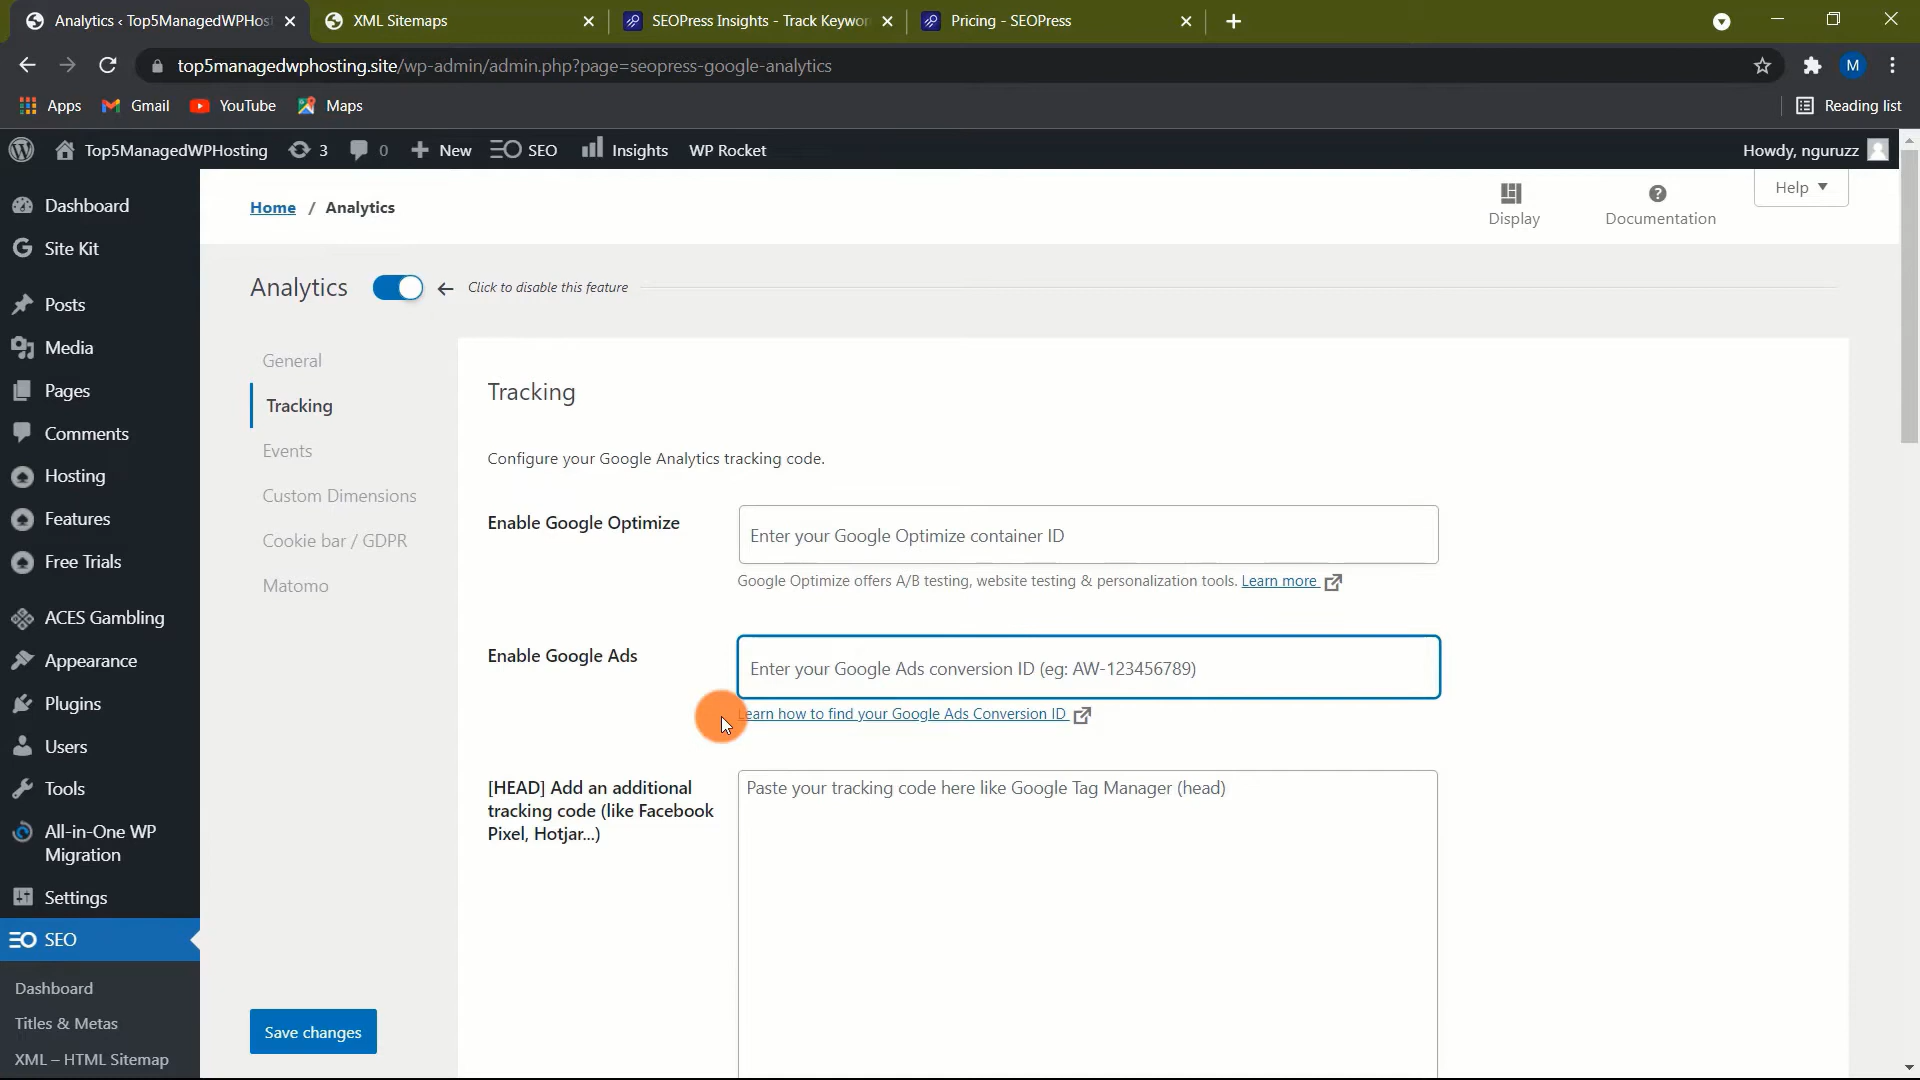 Analytics ‹ Top5ManagedWPHos
XML Sitemaps
SEOPress Insights - Track Keywor
Pricing - SEOPress
top5managedwphosting.site/wp-admin/admin.php?page=seopress-google-analytics
M
Apps
Gmail
YouTube
Maps
Reading list
Top5ManagedWPHosting
3
0
New
SEO
Insights
WP Rocket
Howdy, nguruzz
Dashboard
Site Kit
Posts
Media
Pages
Comments
Hosting
Features
Free Trials
ACES Gambling
Appearance
Plugins
Users
Tools
All-in-One WP
Migration
Settings
SEO
Dashboard
Titles & Metas
XML – HTML Sitemap
Home / Analytics
Display
Documentation
Help
Analytics
Click to disable this feature
General
Tracking
Events
Custom Dimensions
Cookie bar / GDPR
Matomo
Save changes
Tracking
Configure your Google Analytics tracking code.
Enable Google Optimize
Enter your Google Optimize container ID
Google Optimize offers A/B testing, website testing & personalization tools. Learn more
Enable Google Ads
Enter your Google Ads conversion ID (eg: AW-123456789)
Learn how to find your Google Ads Conversion ID
[HEAD] Add an additional
tracking code (like Facebook
Pixel, Hotjar...)
Paste your tracking code here like Google Tag Manager (head)